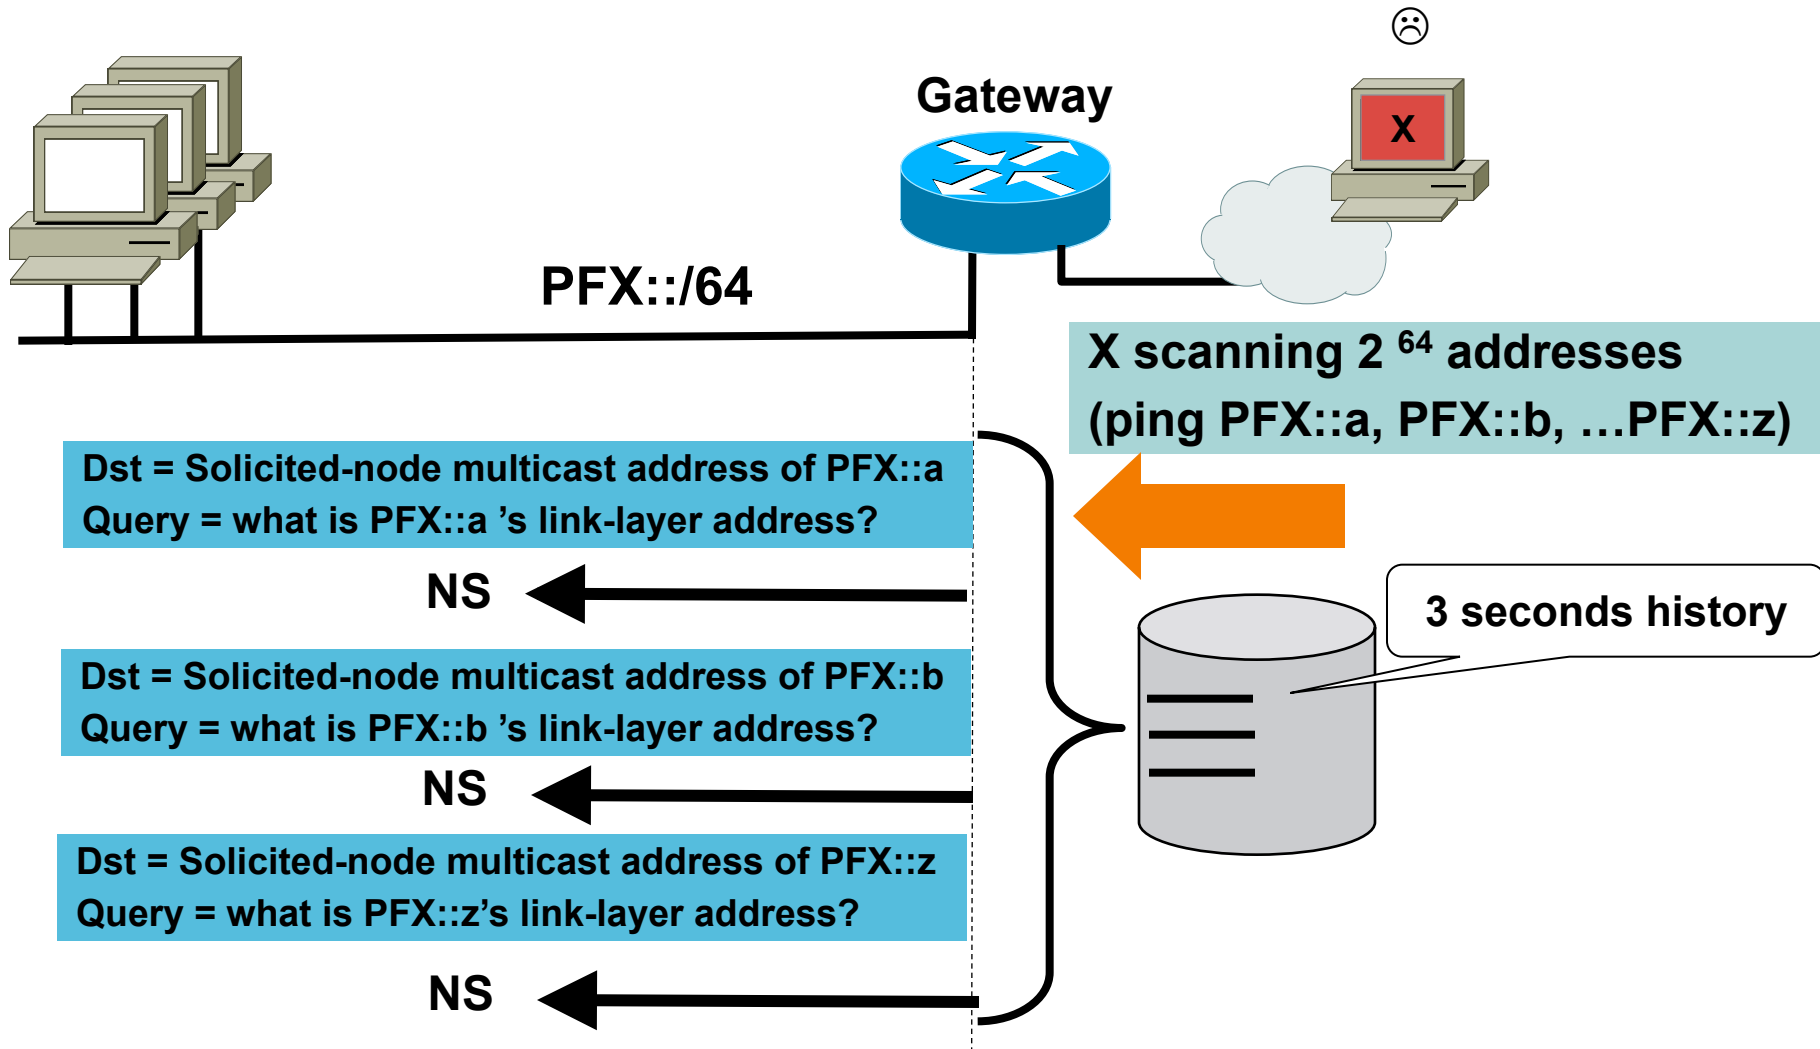 Gateway
X
PFX::/64
X scanning 2 64 addresses
(ping PFX::a, PFX::b, …PFX::z)
Dst = Solicited-node multicast address of PFX::a
Query = what is PFX::a ’s link-layer address?
NS
3 seconds history
Dst = Solicited-node multicast address of PFX::b
Query = what is PFX::b ’s link-layer address?
NS
Dst = Solicited-node multicast address of PFX::z
Query = what is PFX::z’s link-layer address?
NS